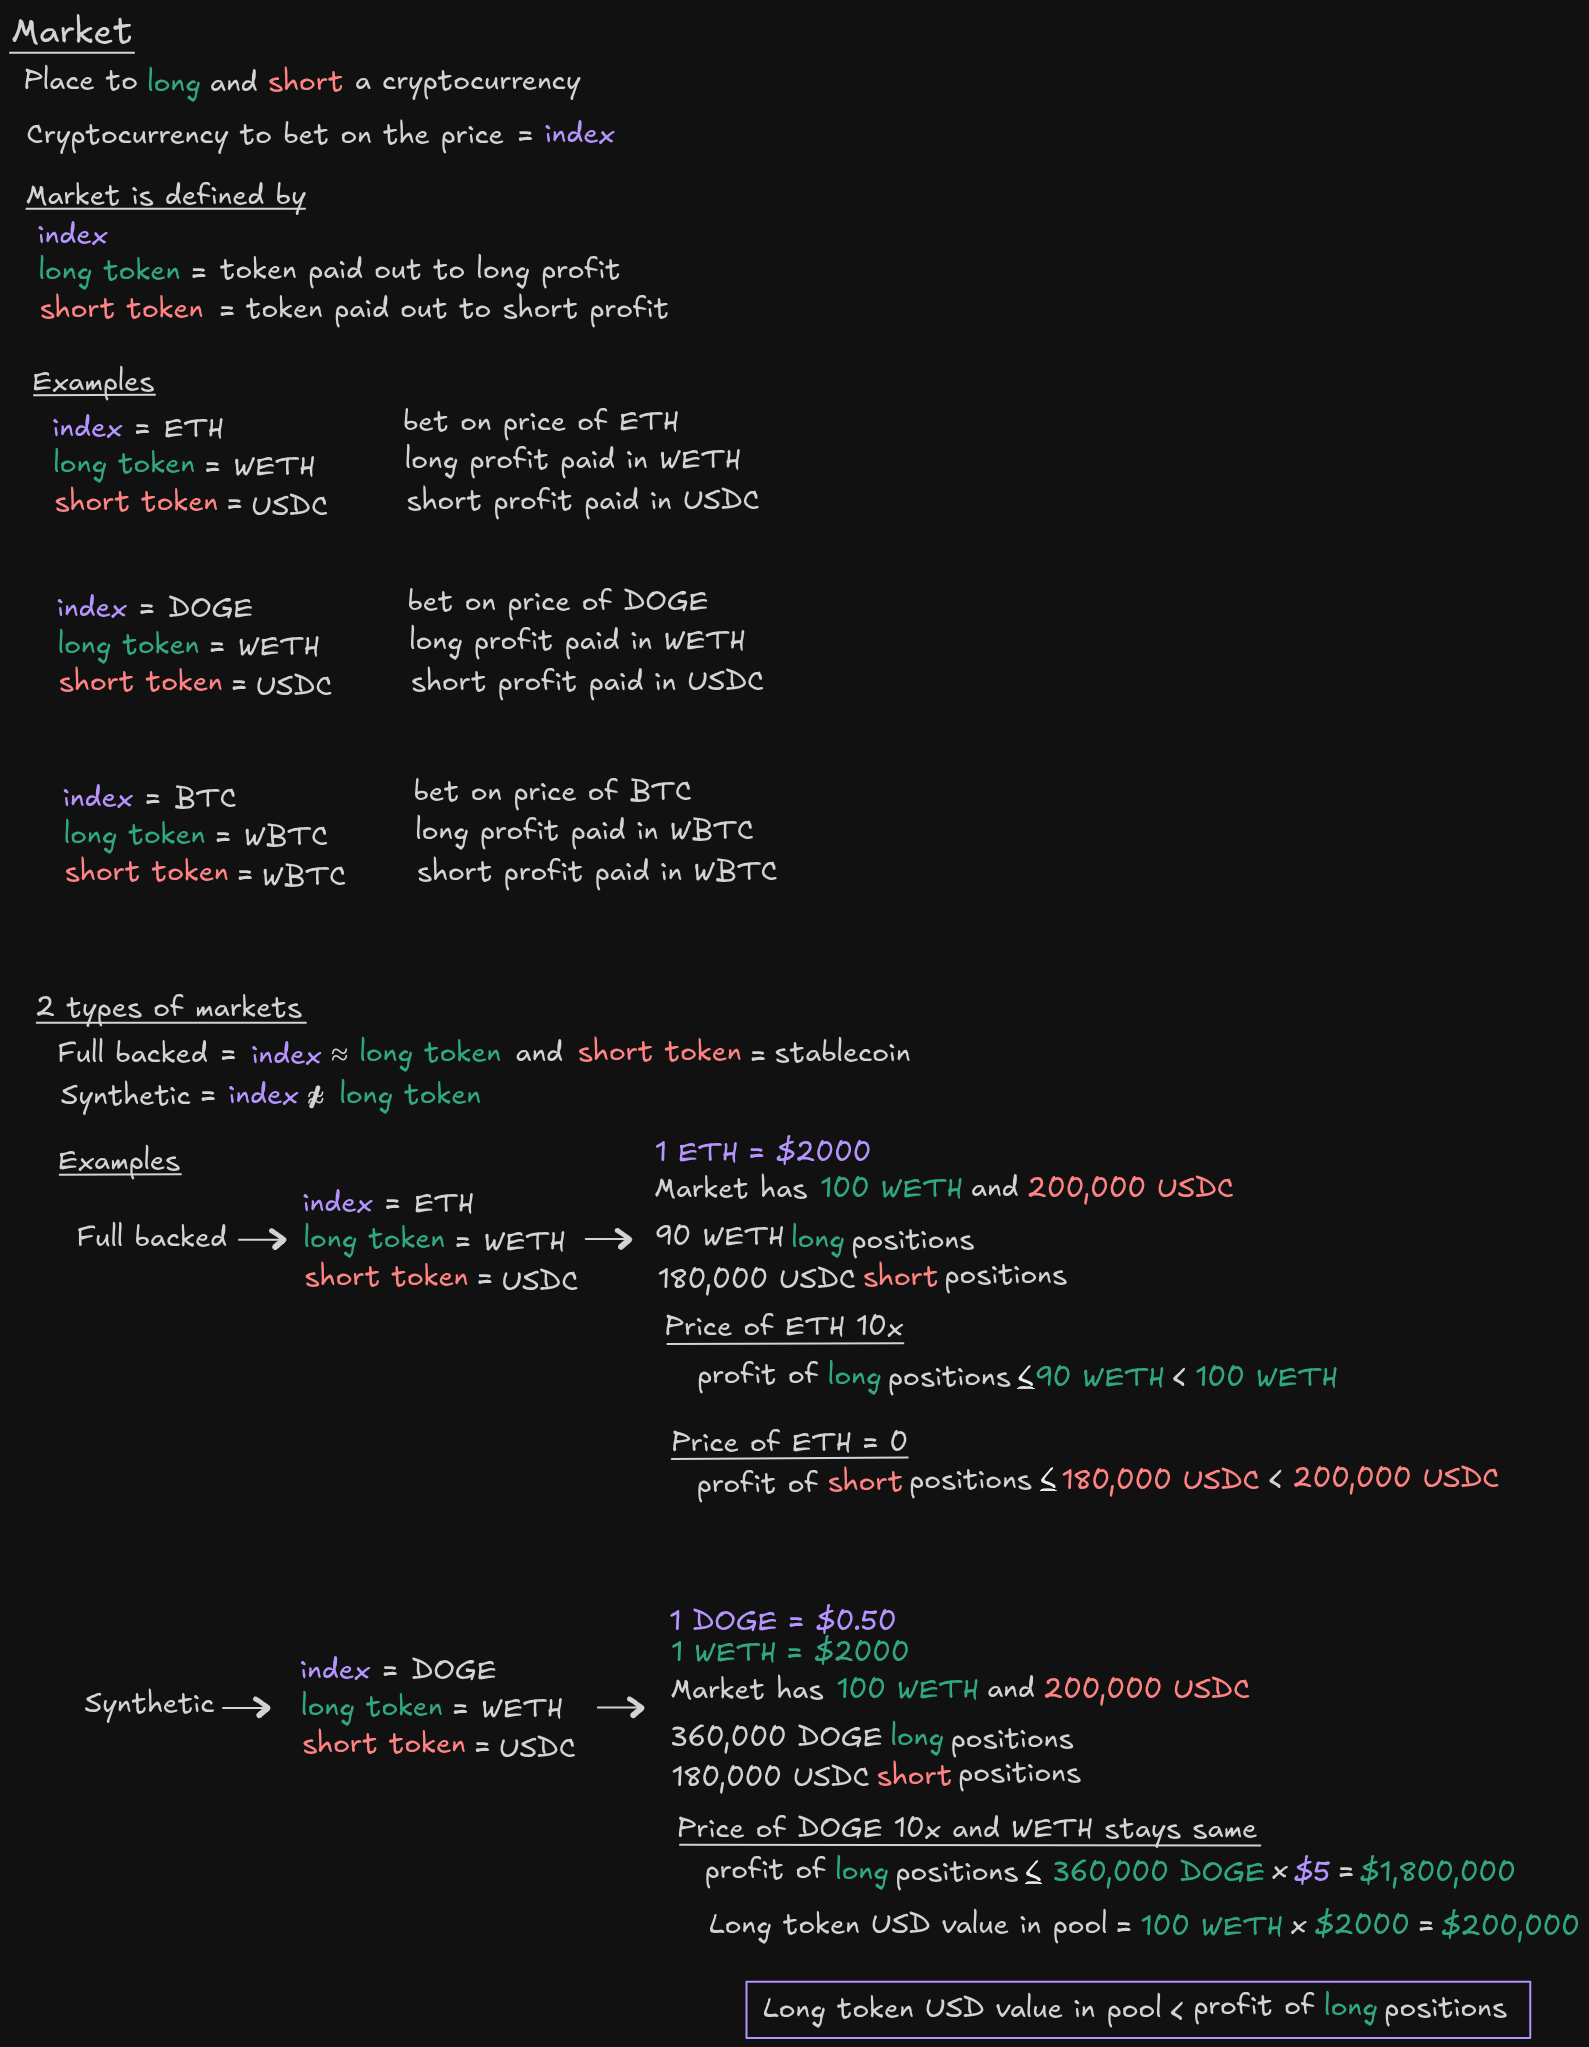 Market
Place to long and short a cryptocurrency
Cryptocurrency to bet on the price = index
Market is defined by
index
long token = token paid out to long profit
short token = token paid out to short profit
Examples
index = ETH
long token = WETH
short token = USDC
bet on price of ETH
long profit paid in WETH
short profit paid in USDC
index = DOGE
long token = WETH
short token = USDC
bet on price of DOGE
long profit paid in WETH
short profit paid in USDC
index = BTC
long token = WBTC
short token = WBTC
bet on price of BTC
long profit paid in WBTC
short profit paid in WBTC
2 types of markets
Full backed = index ≈ long token and short token = stablecoin
Synthetic = index ≉ long token
Examples
Full backed →
index = ETH
long token = WETH →
short token = USDC
1 ETH = $2000
Market has 100 WETH and 200,000 USDC
90 WETH long positions
180,000 USDC short positions
Price of ETH 10x
profit of long positions ≤ 90 WETH < 100 WETH
Price of ETH = 0
profit of short positions ≤ 180,000 USDC < 200,000 USDC
Synthetic →
index = DOGE
long token = WETH →
short token = USDC
1 DOGE = $0.50
1 WETH = $2000
Market has 100 WETH and 200,000 USDC
360,000 DOGE long positions
180,000 USDC short positions
Price of DOGE 10x and WETH stays same
profit of long positions ≤ 360,000 DOGE x $5 = $1,800,000
Long token USD value in pool = 100 WETH x $2000 = $200,000
Long token USD value in pool < profit of long positions